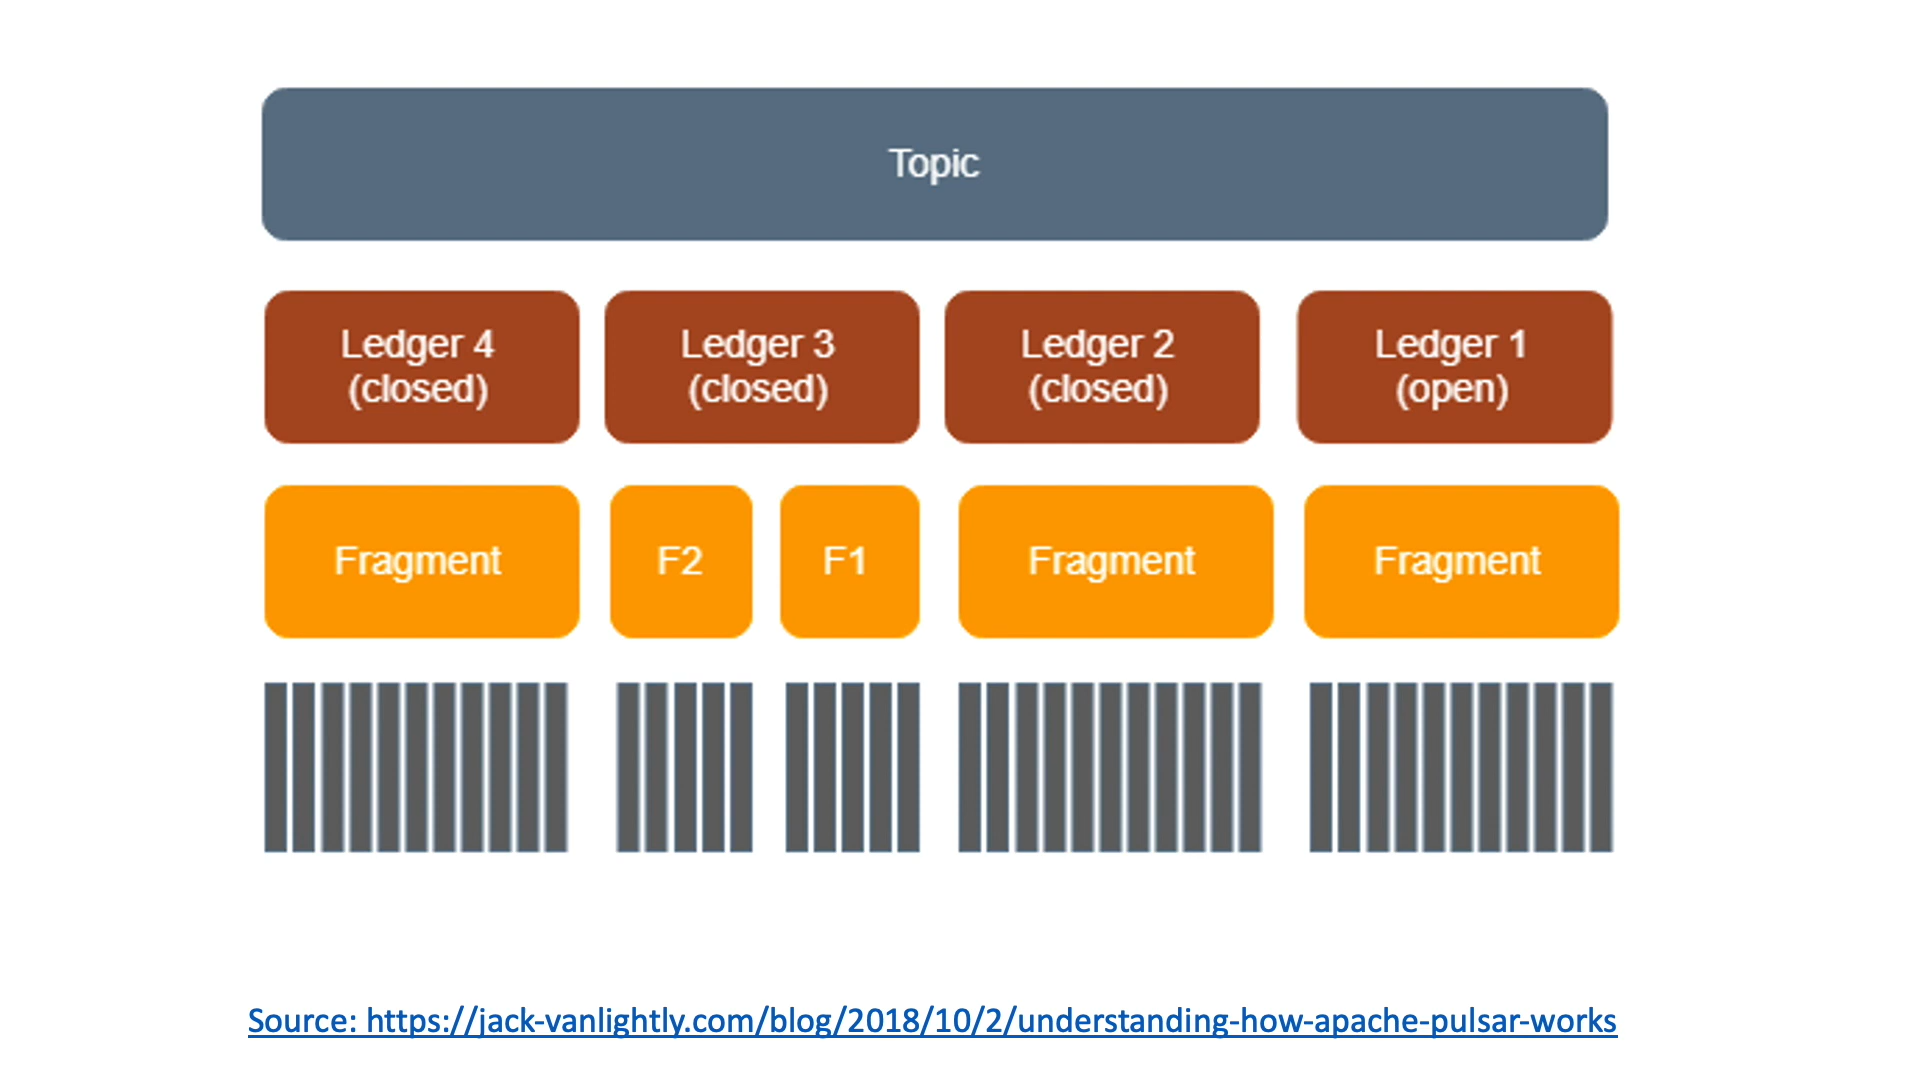 Topic
Ledger 4
(closed)
Ledger 3
(closed)
Ledger 2
(closed)
Ledger 1
(open)
Fragment
F2
F1
Fragment
Fragment
Source: https://jack-vanlightly.com/blog/2018/10/2/understanding-how-apache-pulsar-works